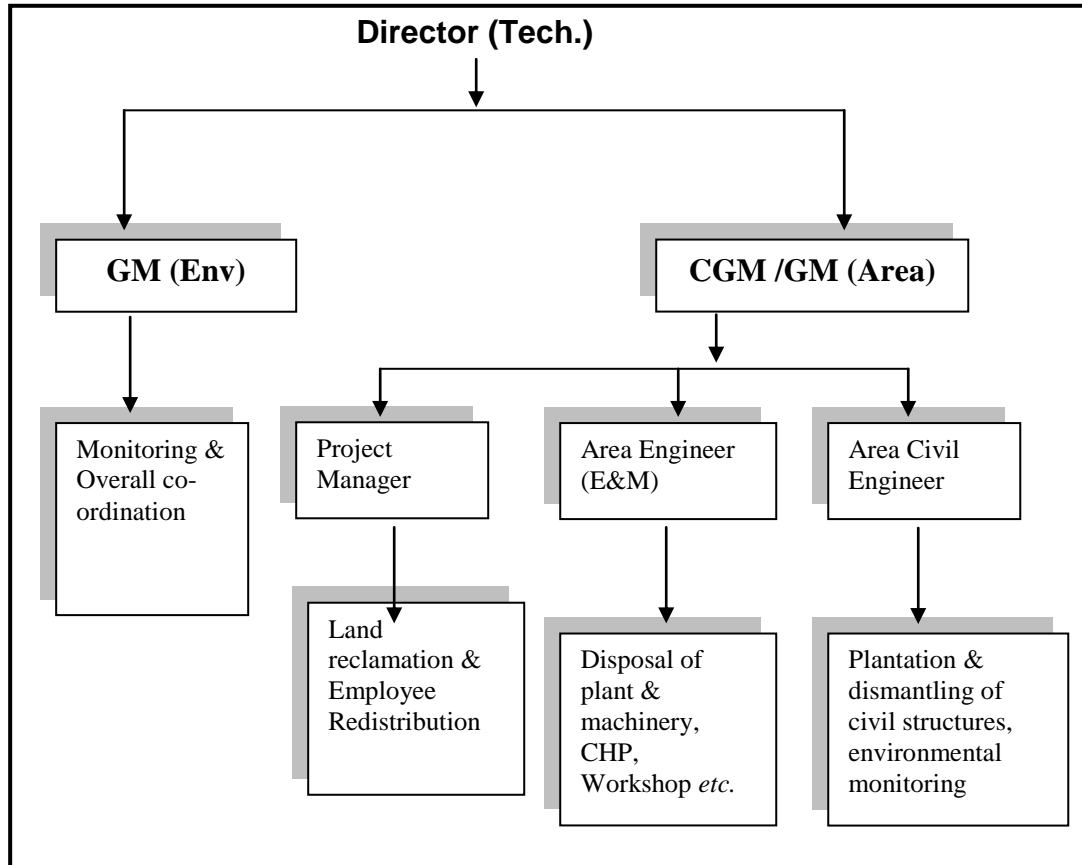 Director (Tech.)
GM (Env)
CGM /GM (Area)
Monitoring &
Overall co-
ordination
Project
Manager
Area Engineer
(E&M)
Area Civil
Engineer
Land
reclamation &
Employee
Redistribution
Disposal of
plant &
machinery,
CHP,
Workshop etc.
Plantation &
dismantling of
civil structures,
environmental
monitoring